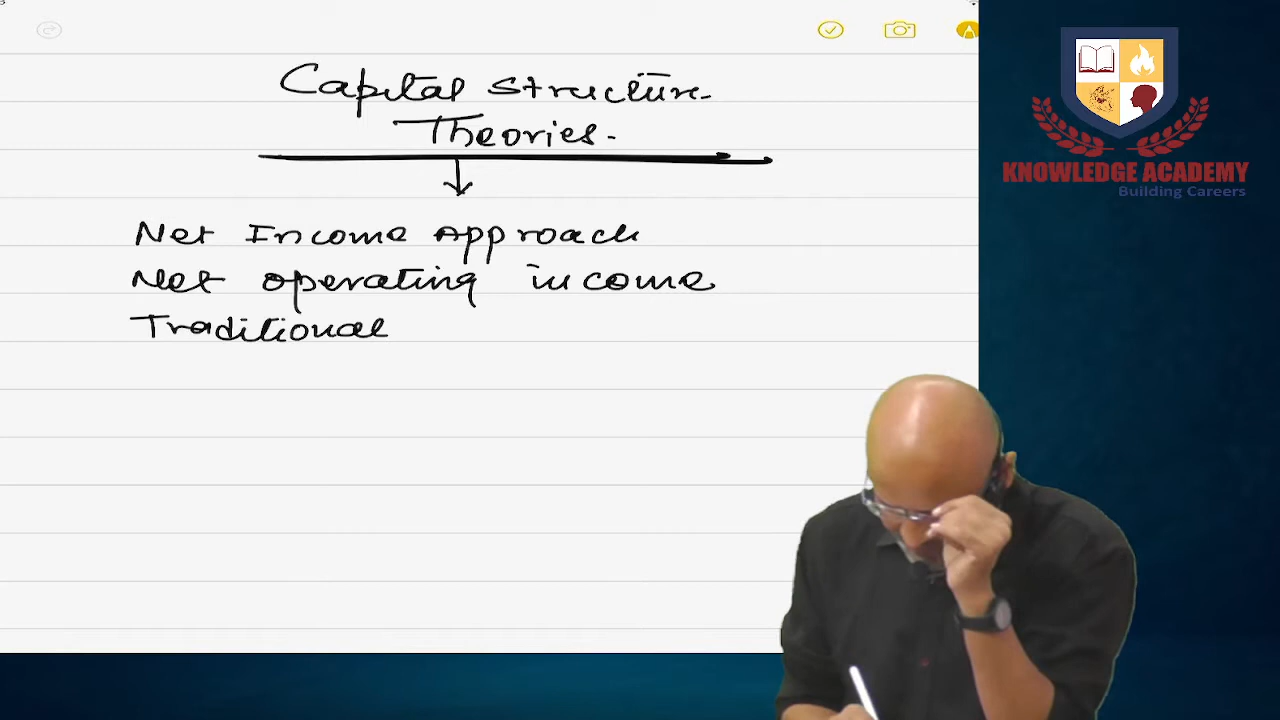 Capital Structure.
Theories.
Net Income Approach
Net operating income
Traditional
KNOWLEDGE ACADEMY
Building Careers